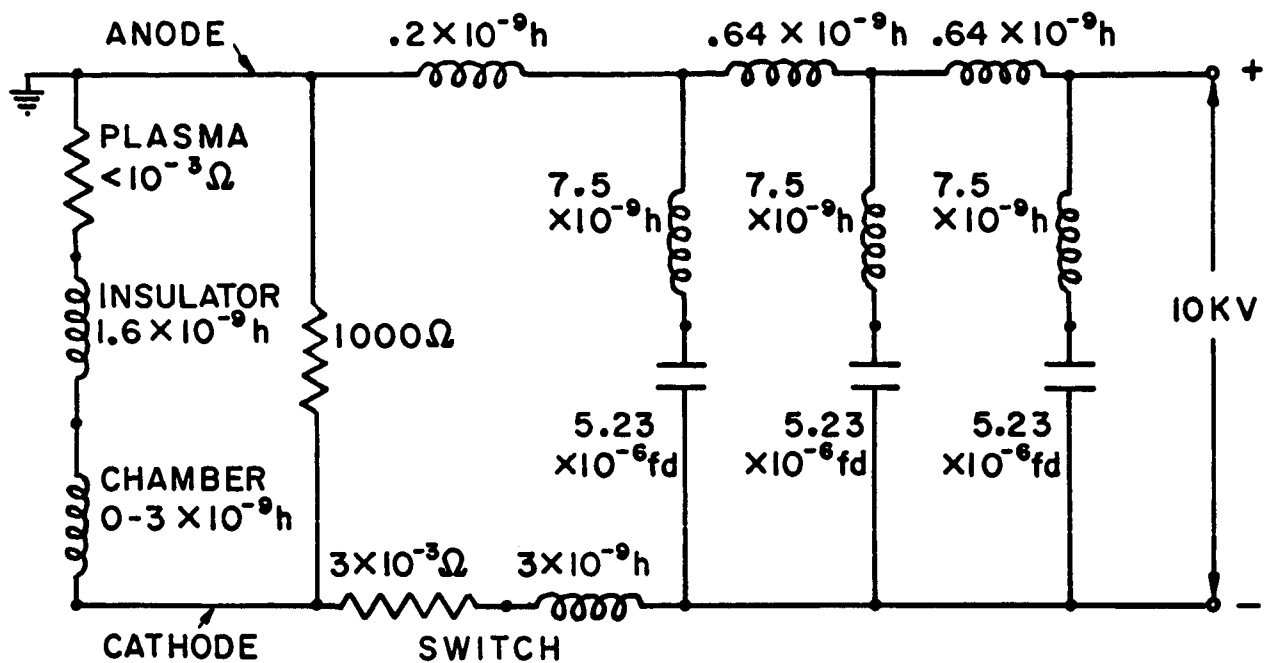 ANODE
.2×10⁻⁹h
.64 × 10⁻⁹h
.64 × 10⁻⁹h
+
PLASMA
<10⁻³Ω
7.5
×10⁻⁹h
7.5
×10⁻⁹h
7.5
×10⁻⁹h
INSULATOR
1.6×10⁻⁹h
1000Ω
10KV
5.23
×10⁻⁶fd
5.23
×10⁻⁶fd
5.23
×10⁻⁶fd
CHAMBER
0-3×10⁻⁹h
3×10⁻³Ω
3×10⁻⁹h
−
CATHODE
SWITCH